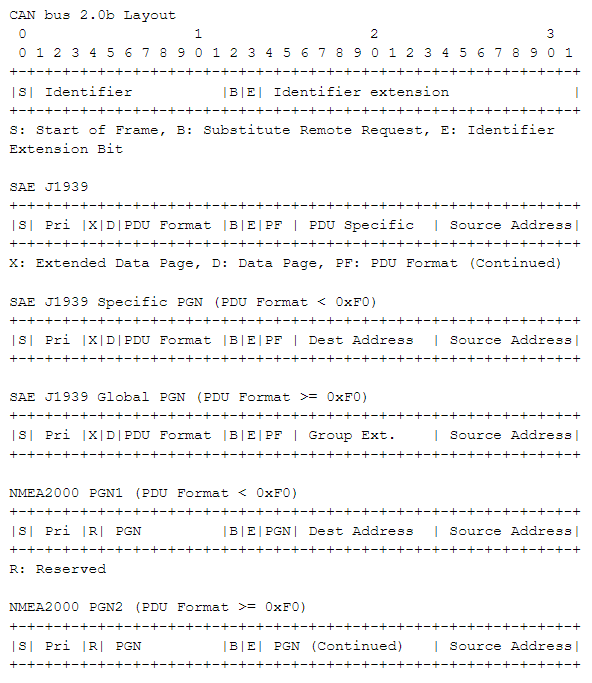 CAN bus 2.0b Layout
 0                   1                   2                   3
 0 1 2 3 4 5 6 7 8 9 0 1 2 3 4 5 6 7 8 9 0 1 2 3 4 5 6 7 8 9 0 1
+-+-+-+-+-+-+-+-+-+-+-+-+-+-+-+-+-+-+-+-+-+-+-+-+-+-+-+-+-+-+-+-+
|S| Identifier          |B|E| Identifier extension              |
+-+-+-+-+-+-+-+-+-+-+-+-+-+-+-+-+-+-+-+-+-+-+-+-+-+-+-+-+-+-+-+-+
S: Start of Frame, B: Substitute Remote Request, E: Identifier
Extension Bit

SAE J1939
+-+-+-+-+-+-+-+-+-+-+-+-+-+-+-+-+-+-+-+-+-+-+-+-+-+-+-+-+-+-+-+-+
|S| Pri |X|D|PDU Format |B|E|PF | PDU Specific  | Source Address|
+-+-+-+-+-+-+-+-+-+-+-+-+-+-+-+-+-+-+-+-+-+-+-+-+-+-+-+-+-+-+-+-+
X: Extended Data Page, D: Data Page, PF: PDU Format (Continued)

SAE J1939 Specific PGN (PDU Format < 0xF0)
+-+-+-+-+-+-+-+-+-+-+-+-+-+-+-+-+-+-+-+-+-+-+-+-+-+-+-+-+-+-+-+-+
|S| Pri |X|D|PDU Format |B|E|PF | Dest Address  | Source Address|
+-+-+-+-+-+-+-+-+-+-+-+-+-+-+-+-+-+-+-+-+-+-+-+-+-+-+-+-+-+-+-+-+

SAE J1939 Global PGN (PDU Format >= 0xF0)
+-+-+-+-+-+-+-+-+-+-+-+-+-+-+-+-+-+-+-+-+-+-+-+-+-+-+-+-+-+-+-+-+
|S| Pri |X|D|PDU Format |B|E|PF | Group Ext.    | Source Address|
+-+-+-+-+-+-+-+-+-+-+-+-+-+-+-+-+-+-+-+-+-+-+-+-+-+-+-+-+-+-+-+-+

NMEA2000 PGN1 (PDU Format < 0xF0)
+-+-+-+-+-+-+-+-+-+-+-+-+-+-+-+-+-+-+-+-+-+-+-+-+-+-+-+-+-+-+-+-+
|S| Pri |R| PGN         |B|E|PGN| Dest Address  | Source Address|
+-+-+-+-+-+-+-+-+-+-+-+-+-+-+-+-+-+-+-+-+-+-+-+-+-+-+-+-+-+-+-+-+
R: Reserved

NMEA2000 PGN2 (PDU Format >= 0xF0)
+-+-+-+-+-+-+-+-+-+-+-+-+-+-+-+-+-+-+-+-+-+-+-+-+-+-+-+-+-+-+-+-+
|S| Pri |R| PGN         |B|E| PGN (Continued)   | Source Address|
+-+-+-+-+-+-+-+-+-+-+-+-+-+-+-+-+-+-+-+-+-+-+-+-+-+-+-+-+-+-+-+-+